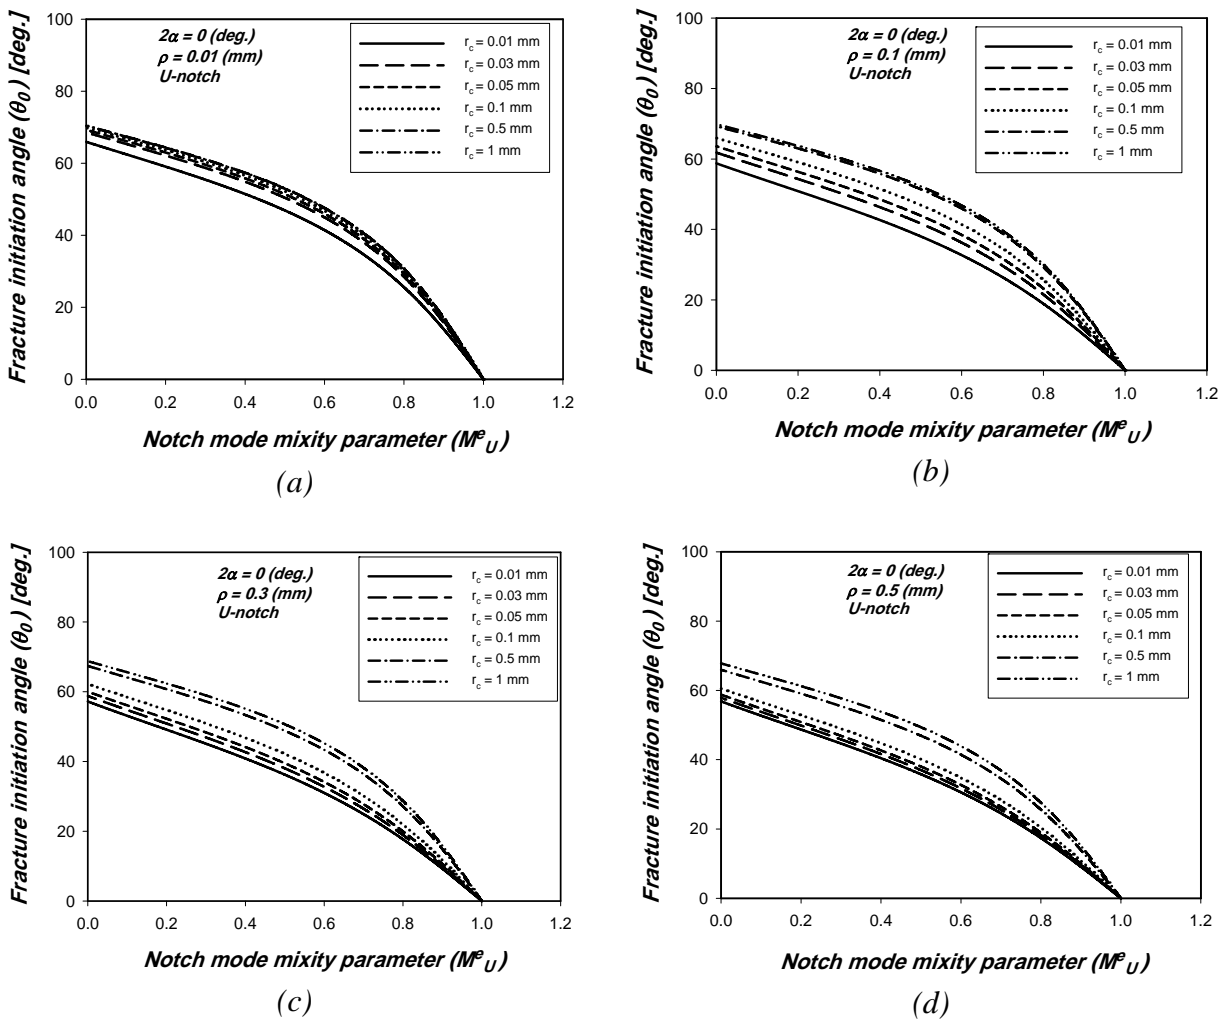 Fracture initiation angle (θ0) [deg.]
100
80
60
40
20
0
0.0 0.2 0.4 0.6 0.8 1.0 1.2
2α = 0 (deg.)
ρ = 0.01 (mm)
U-notch
rc = 0.01 mm
rc = 0.03 mm
rc = 0.05 mm
rc = 0.1 mm
rc = 0.5 mm
rc = 1 mm
Notch mode mixity parameter (MeU)
(a)
Fracture initiation angle (θ0) [deg.]
100
80
60
40
20
0
0.0 0.2 0.4 0.6 0.8 1.0 1.2
2α = 0 (deg.)
ρ = 0.1 (mm)
U-notch
rc = 0.01 mm
rc = 0.03 mm
rc = 0.05 mm
rc = 0.1 mm
rc = 0.5 mm
rc = 1 mm
Notch mode mixity parameter (MeU)
(b)
Fracture initiation angle (θ0) [deg.]
100
80
60
40
20
0
0.0 0.2 0.4 0.6 0.8 1.0 1.2
2α = 0 (deg.)
ρ = 0.3 (mm)
U-notch
rc = 0.01 mm
rc = 0.03 mm
rc = 0.05 mm
rc = 0.1 mm
rc = 0.5 mm
rc = 1 mm
Notch mode mixity parameter (MeU)
(c)
Fracture initiation angle (θ0) [deg.]
100
80
60
40
20
0
0.0 0.2 0.4 0.6 0.8 1.0 1.2
2α = 0 (deg.)
ρ = 0.5 (mm)
U-notch
rc = 0.01 mm
rc = 0.03 mm
rc = 0.05 mm
rc = 0.1 mm
rc = 0.5 mm
rc = 1 mm
Notch mode mixity parameter (MeU)
(d)